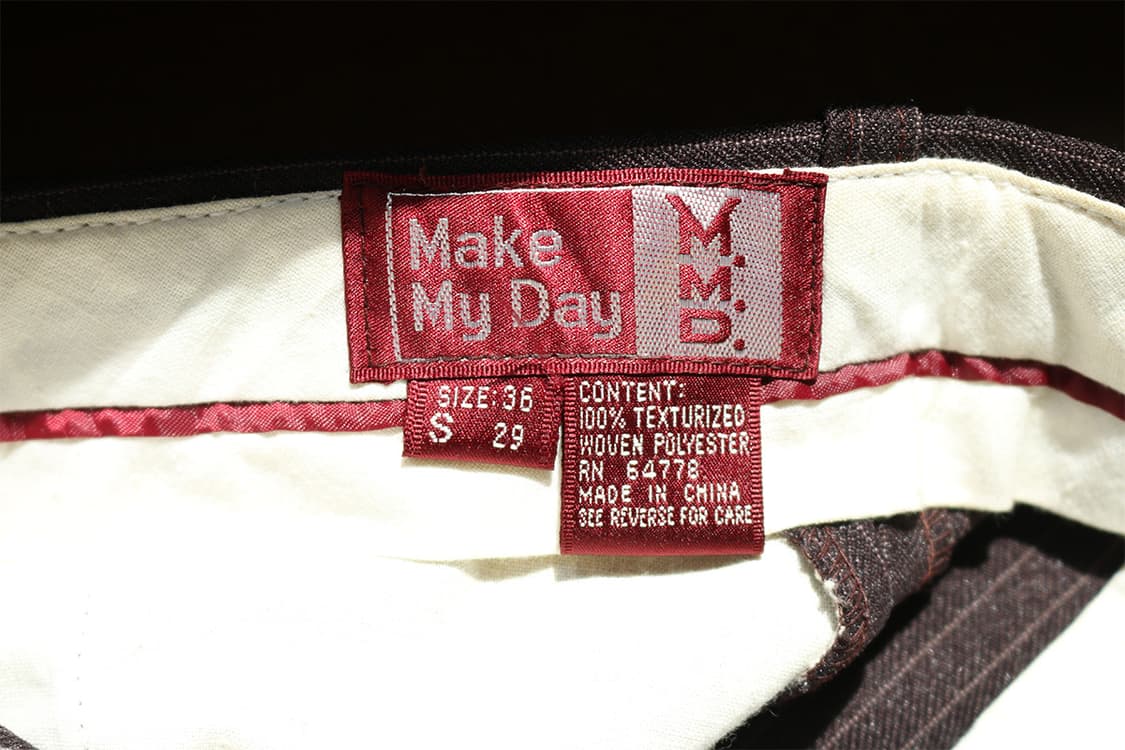 Make
My Day
M.
M.
D.
SIZE: 36
S 29
CONTENT:
100% TEXTURIZED
WOVEN POLYESTER
RN 64778
MADE IN CHINA
SEE REVERSE FOR CARE